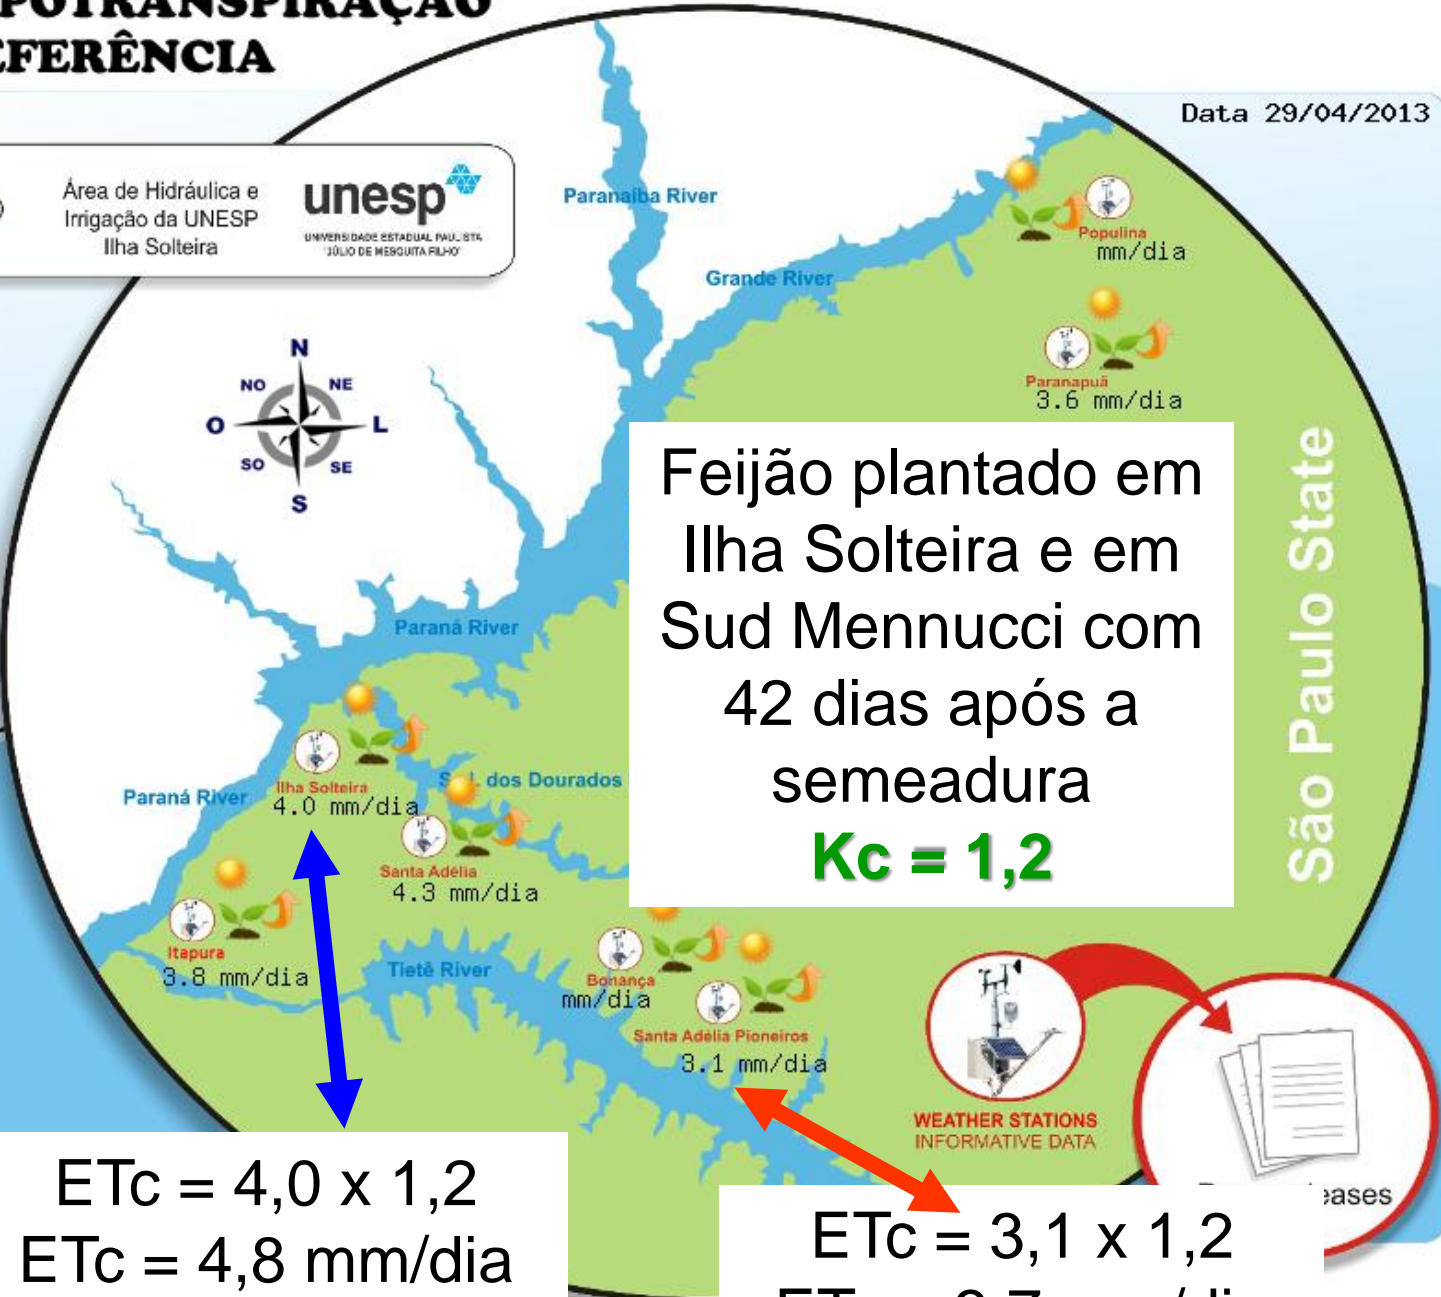 REFERÊNCIA
Data 29/04/2013
Área de Hidráulica e
Irrigação da UNESP
Ilha Solteira
unesp
UNIVERSIDADE ESTADUAL PAULISTA
"JÚLIO DE MESQUITA FILHO"
Paranaiba River
Populina
mm/dia
Grande River
Paranapuã
3.6 mm/dia
N
NO NE
O L
SO SE
S
Feijão plantado em
Ilha Solteira e em
Sud Mennucci com
42 dias após a
semeadura
Kc = 1,2
São Paulo State
Paraná River
Paraná River
Ilha Solteira
4.0 mm/dia
dos Dourados
Santa Adélia
4.3 mm/dia
Itapura
3.8 mm/dia
Tietê River
Bonança
mm/dia
Santa Adélia Pioneiros
3.1 mm/dia
WEATHER STATIONS
INFORMATIVE DATA
eases
ETc = 4,0 x 1,2
ETc = 4,8 mm/dia
ETc = 3,1 x 1,2